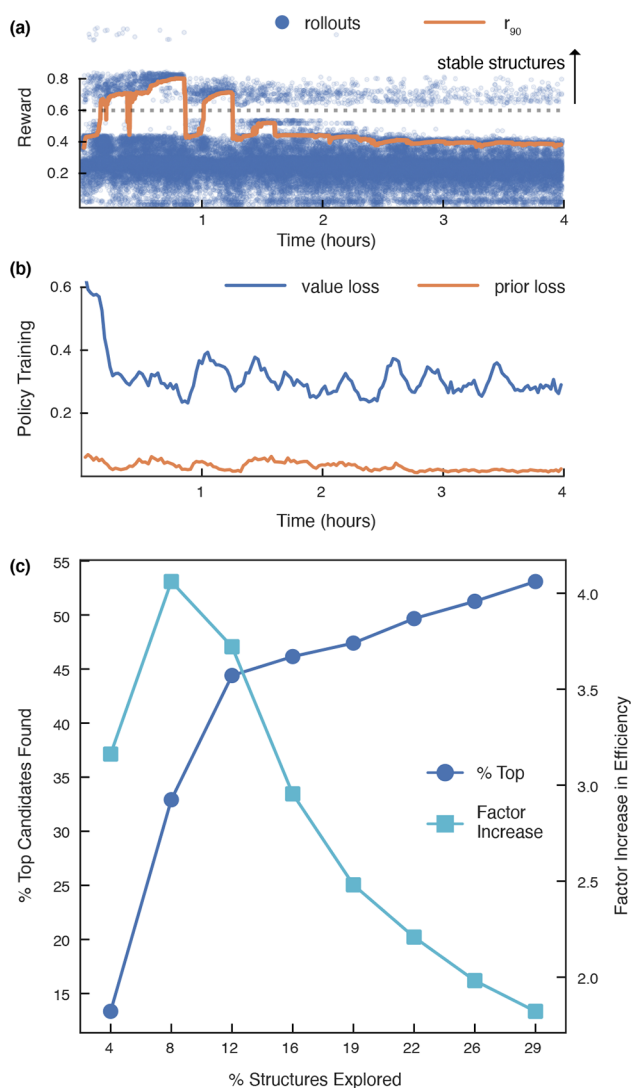 (a)
rollouts
r90
stable structures
Reward
0.8
0.6
0.4
0.2
1
2
3
4
Time (hours)
(b)
value loss
prior loss
Policy Training
0.6
0.4
0.2
1
2
3
4
Time (hours)
(c)
% Top Candidates Found
55
50
45
43
35
33
25
20
15
% Top
Factor
Increase
Factor Increase in Efficiency
4.0
3.5
3.0
2.5
2.0
4
8
12
16
19
22
26
29
% Structures Explored